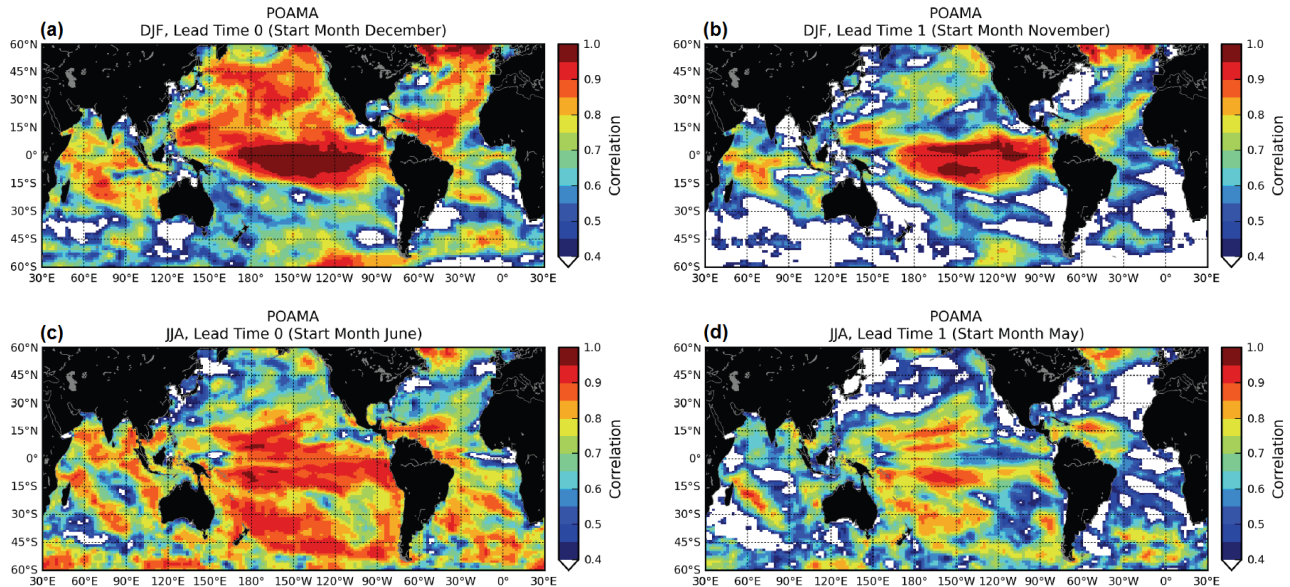 (a)
POAMA
DJF, Lead Time 0 (Start Month December)
60°N
45°N
30°N
15°N
0°
15°S
30°S
45°S
60°S
30°E 60°E 90°E 120°E 150°E 180° 150°W 120°W 90°W 60°W 30°W 0° 30°E
1.0
0.9
0.8
0.7
0.6
0.5
0.4
Correlation
(b)
POAMA
DJF, Lead Time 1 (Start Month November)
60°N
45°N
30°N
15°N
0°
15°S
30°S
45°S
60°S
30°E 60°E 90°E 120°E 150°E 180° 150°W 120°W 90°W 60°W 30°W 0° 30°E
1.0
0.9
0.8
0.7
0.6
0.5
0.4
Correlation
(c)
POAMA
JJA, Lead Time 0 (Start Month June)
60°N
45°N
30°N
15°N
0°
15°S
30°S
45°S
60°S
30°E 60°E 90°E 120°E 150°E 180° 150°W 120°W 90°W 60°W 30°W 0° 30°E
1.0
0.9
0.8
0.7
0.6
0.5
0.4
Correlation
(d)
POAMA
JJA, Lead Time 1 (Start Month May)
60°N
45°N
30°N
15°N
0°
15°S
30°S
45°S
60°S
30°E 60°E 90°E 120°E 150°E 180° 150°W 120°W 90°W 60°W 30°W 0° 30°E
1.0
0.9
0.8
0.7
0.6
0.5
0.4
Correlation